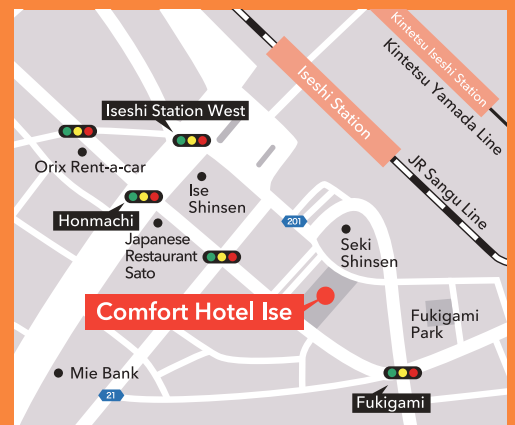 Kintetsu Iseshi Station
Kintetsu Yamada Line
Iseshi Station
JR Sangu Line
Iseshi Station West
Orix Rent-a-car
Ise
Shinsen
Honmachi
Japanese
Restaurant
Sato
201
Seki
Shinsen
Comfort Hotel Ise
Fukigami
Park
Mie Bank
21
Fukigami